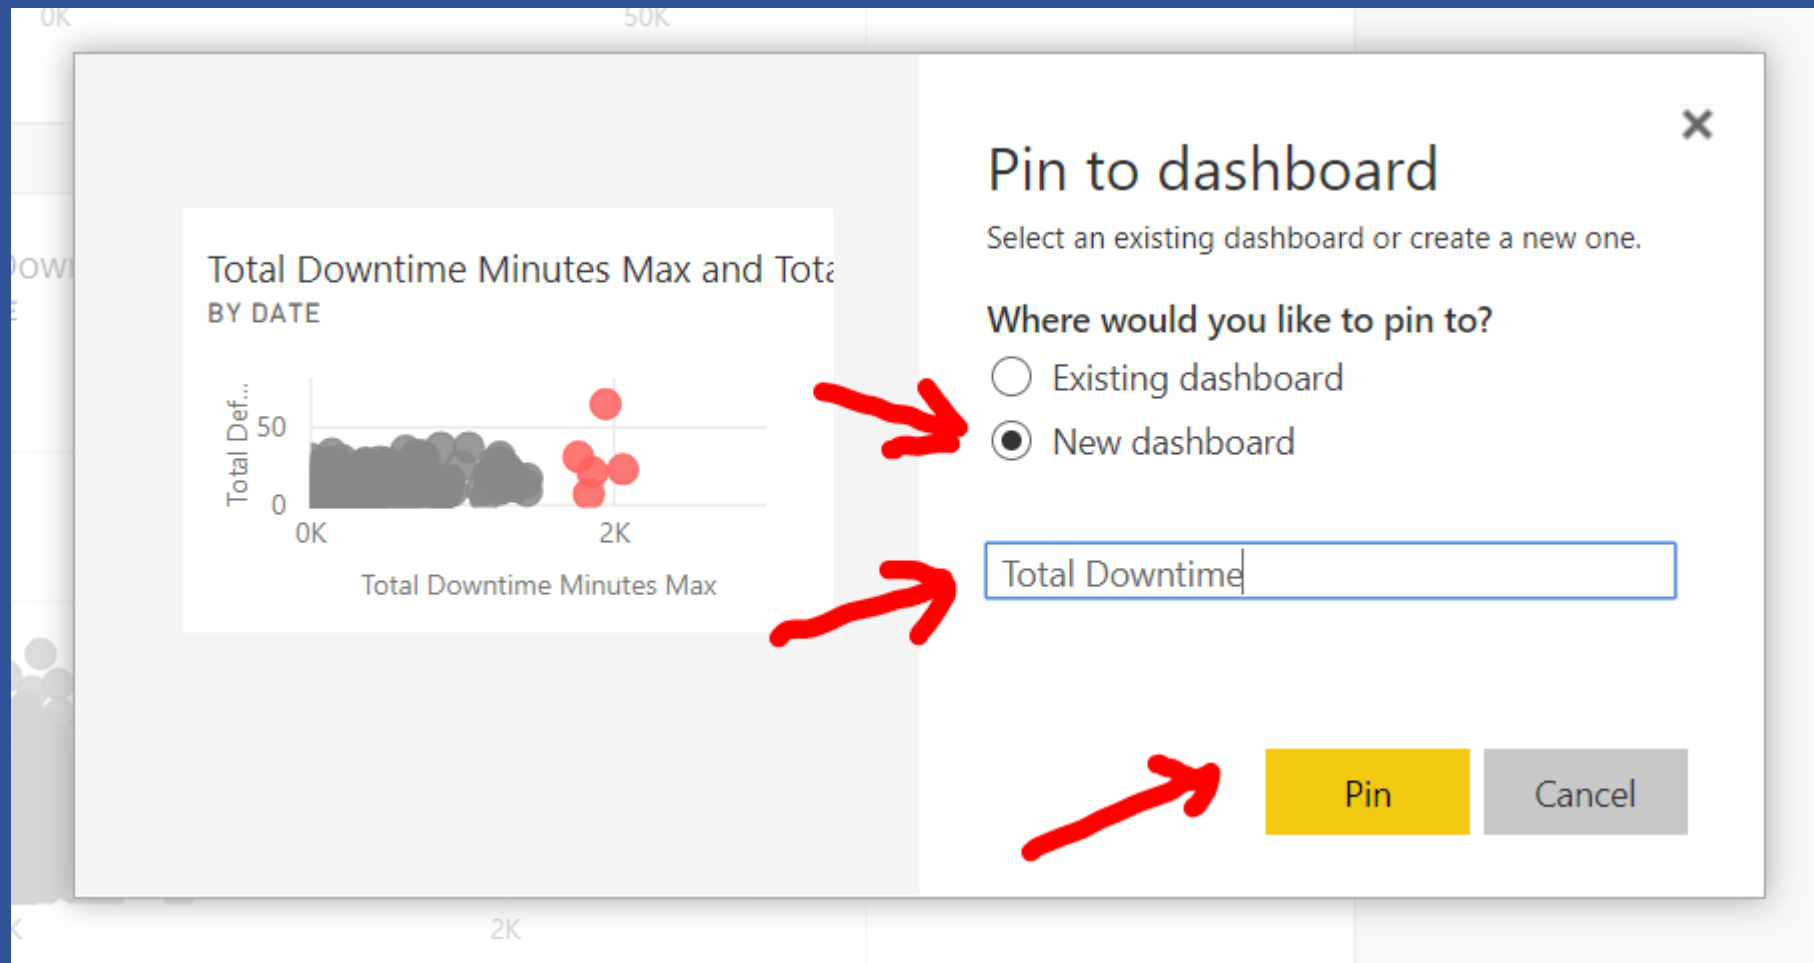 0K 50K
Pin to dashboard
Select an existing dashboard or create a new one.
Total Downtime Minutes Max and Tota
BY DATE
Where would you like to pin to?
Existing dashboard
New dashboard
Total Def...
50
0
0K 2K
Total Downtime Minutes Max
Total Downtime
Pin Cancel
2K